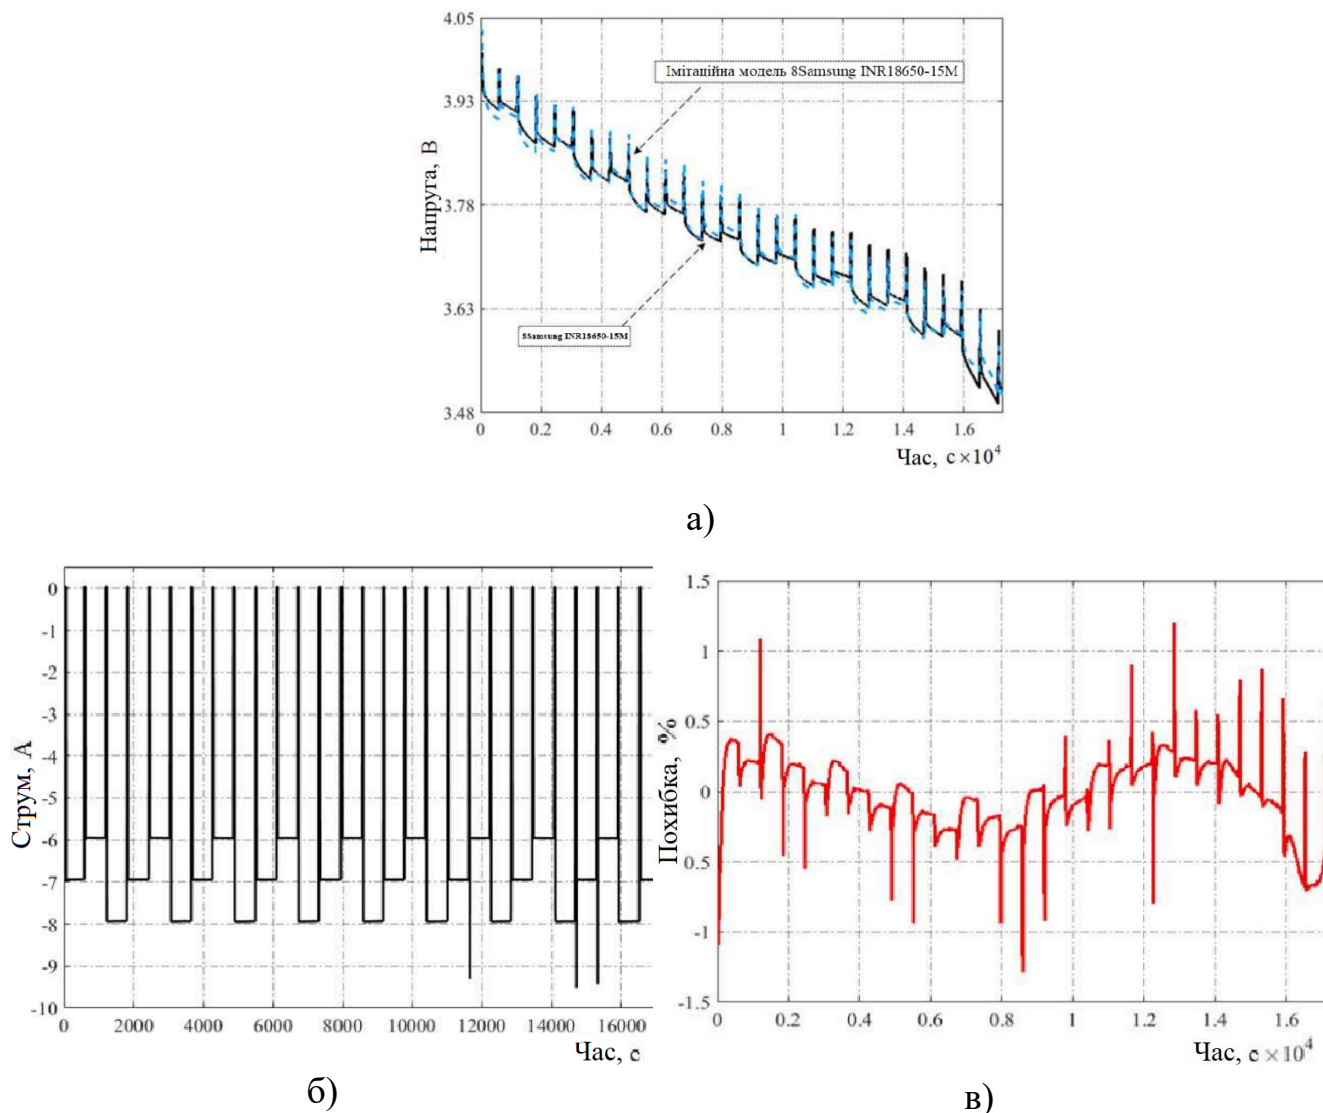 4.05
Імітаційна модель 8Samsung INR18650-15M
3.93
Напруга, В
3.78
3.63
8Samsung INR18650-15M
3.48
0 0.2 0.4 0.6 0.8 1 1.2 1.4 1.6
Час, с×10⁴
а)
0
-1
-2
-3
-4
-5
-6
-7
-8
-9
-10
Струм, А
0 2000 4000 6000 8000 10000 12000 14000 16000
Час, с
б)
1.5
1
0.5
0
0.5
-1
-1.5
Похибка, %
0 0.2 0.4 0.6 0.8 1 1.2 1.4 1.6
Час, с×10⁴
в)